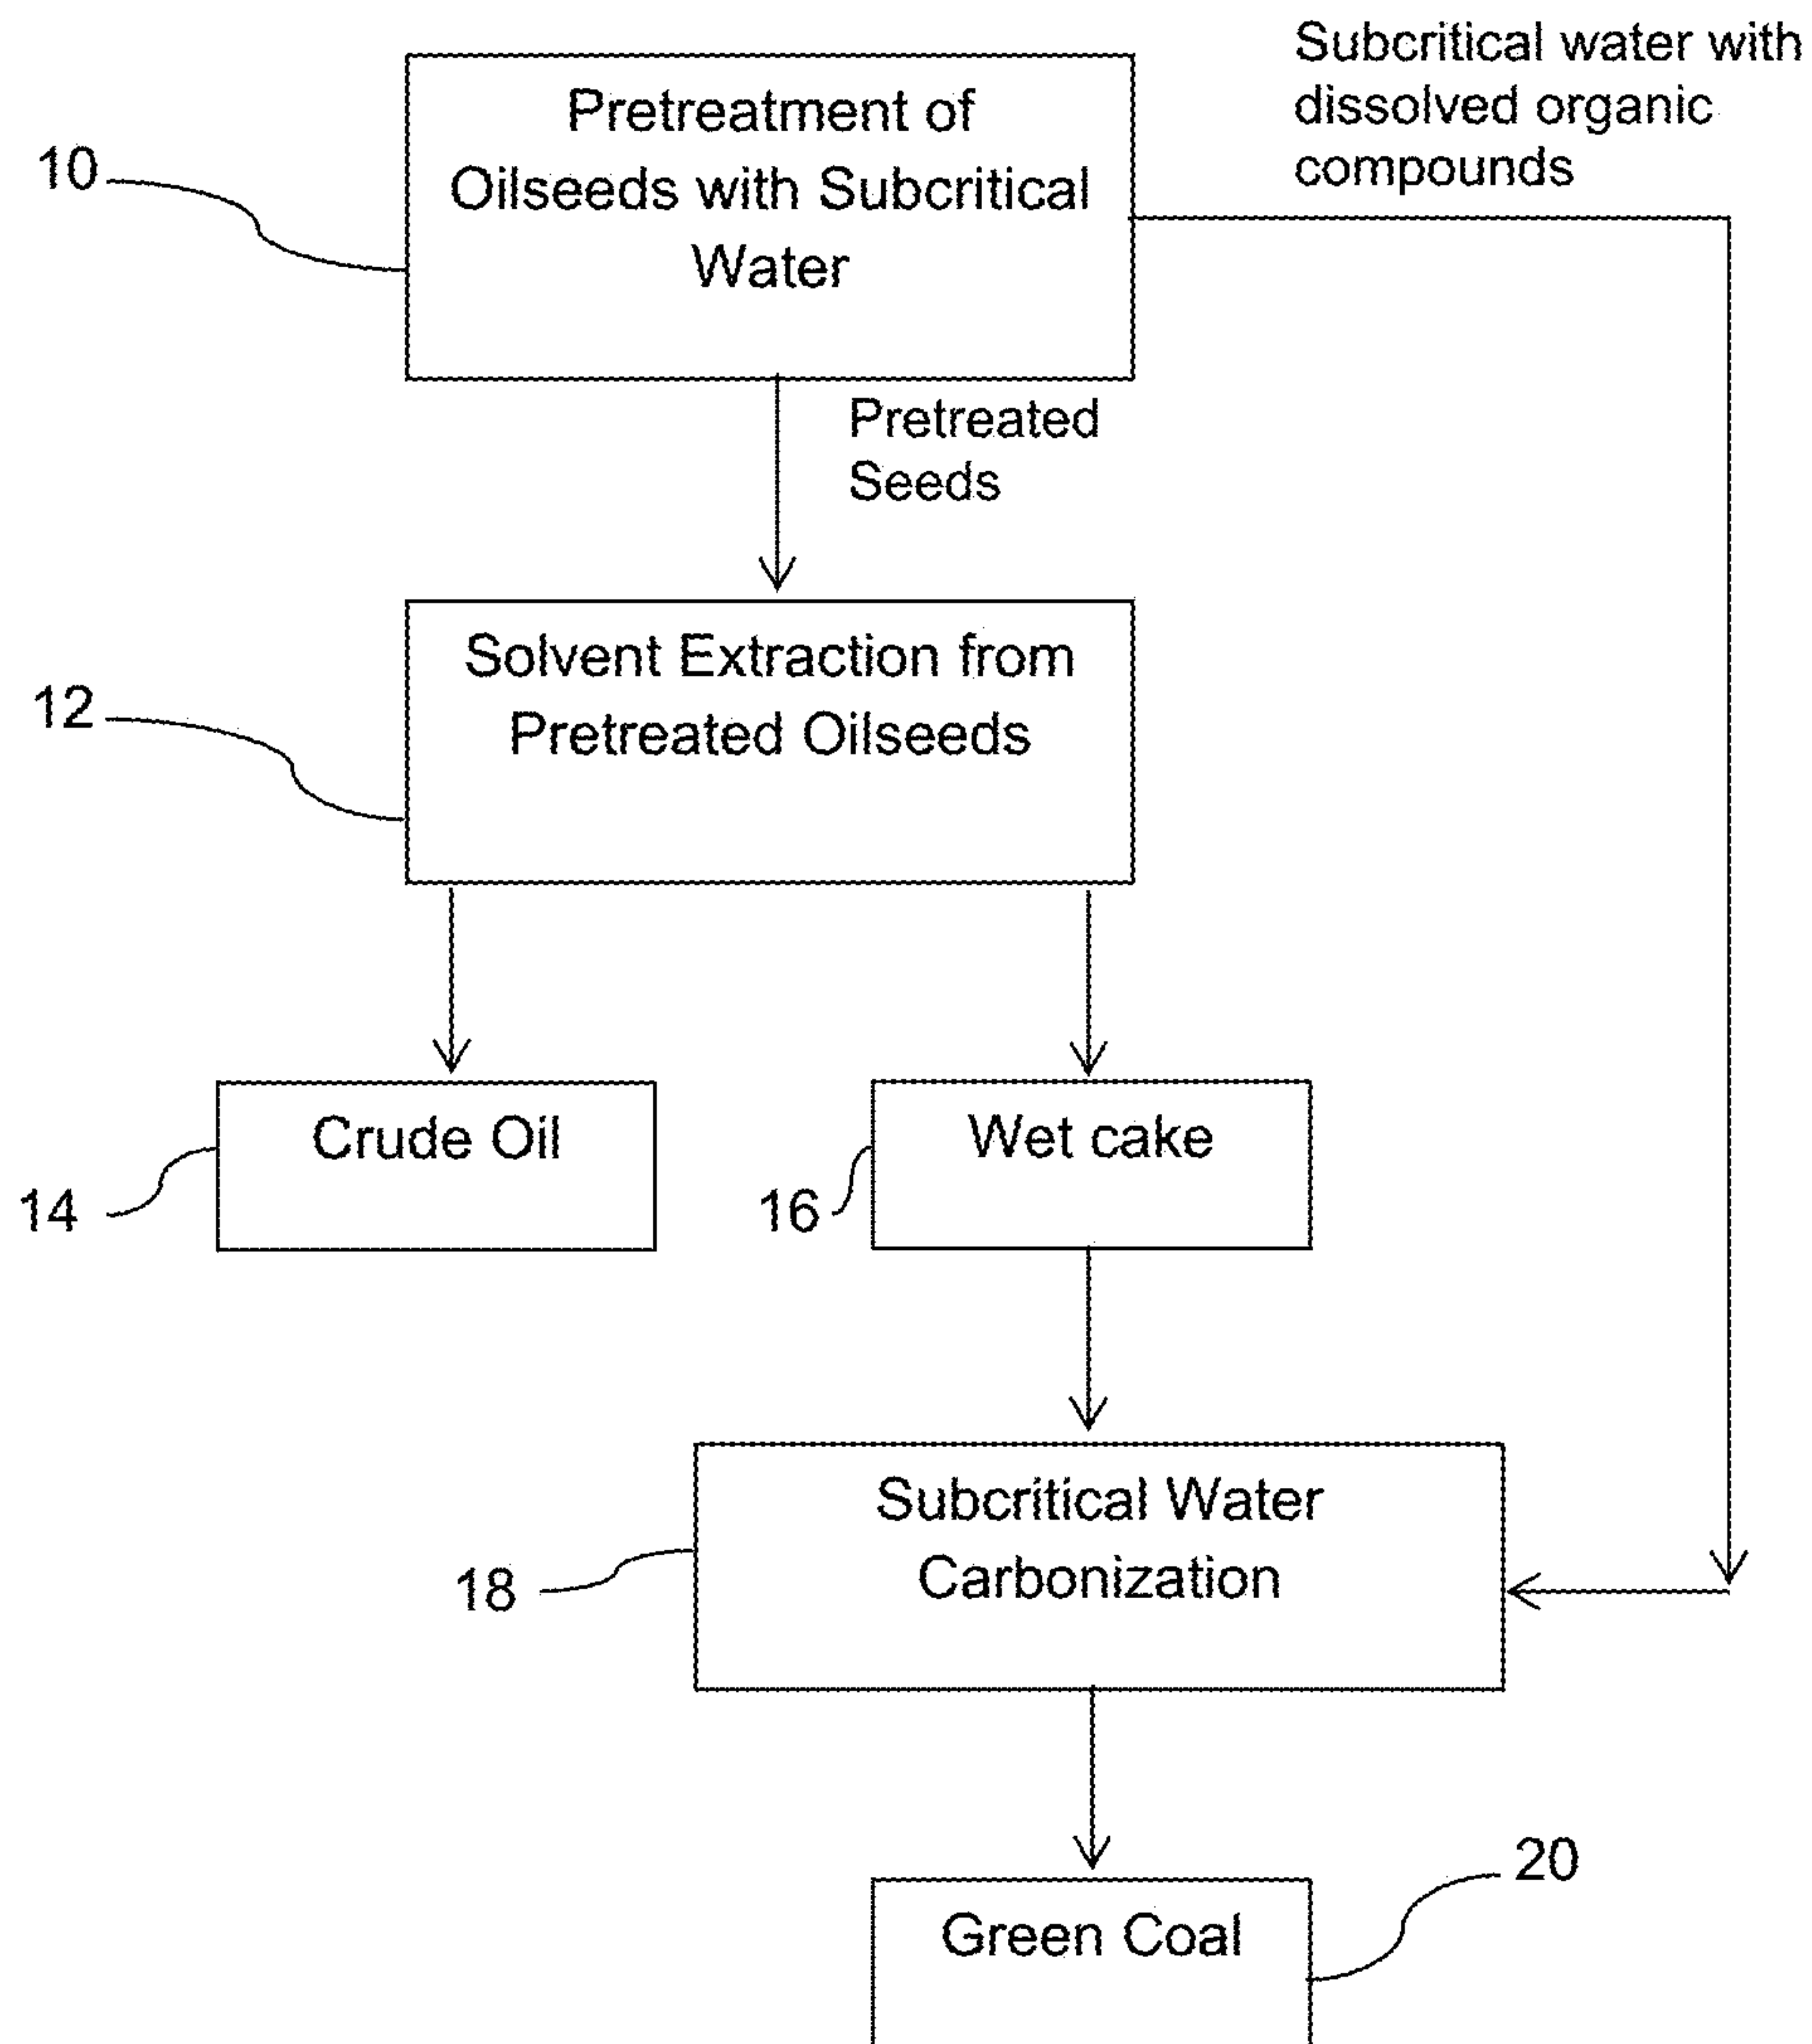 Subcritical water with
dissolved organic
compounds
Pretreatment of
Oilseeds with Subcritical
Water
10
Pretreated
Seeds
Solvent Extraction from
Pretreated Oilseeds
12
Crude Oil
14
Wet cake
16
Subcritical Water
Carbonization
18
Green Coal
20